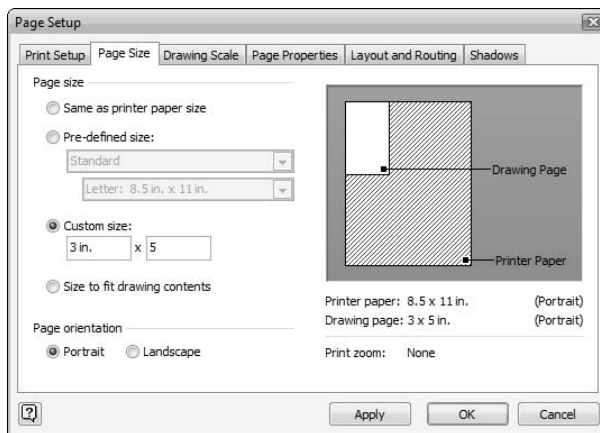 Page Setup
Print Setup Page Size Drawing Scale Page Properties Layout and Routing Shadows
Page size
Same as printer paper size
Pre-defined size:
Standard
Letter: 8.5 in. x 11 in.
Custom size:
3 in. x 5
Size to fit drawing contents
Page orientation
Portrait Landscape
Drawing Page
Printer Paper
Printer paper: 8.5 x 11 in. (Portrait)
Drawing page: 3 x 5 in. (Portrait)
Print zoom: None
? Apply OK Cancel